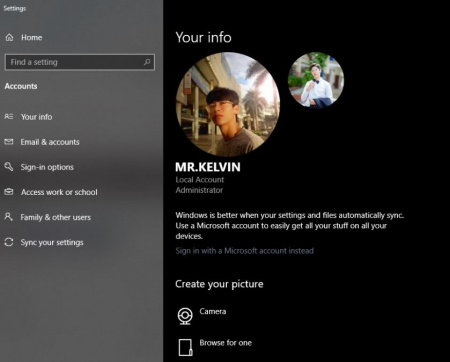 Settings
Home
Find a setting
Accounts
Your info
Email & accounts
Sign-in options
Access work or school
Family & other users
Sync your settings
Your info
MR.KELVIN
Local Account
Administrator
Windows is better when your settings and files automatically sync.
Use a Microsoft account to easily get all your stuff on all your
devices.
Sign in with a Microsoft account instead
Create your picture
Camera
Browse for one